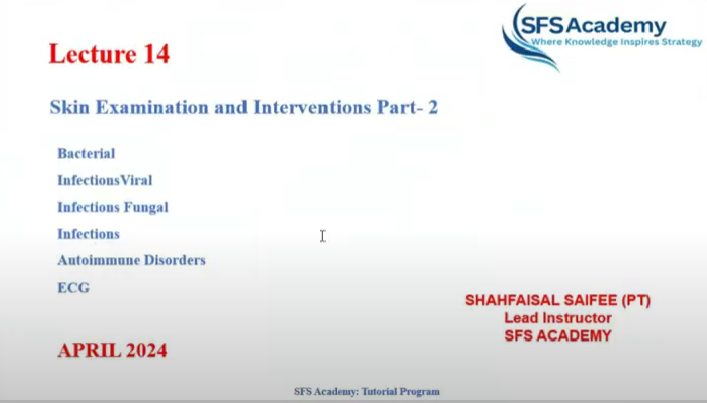 SFS Academy
Where Knowledge Inspires Strategy
Lecture 14
Skin Examination and Interventions Part- 2
Bacterial
InfectionsViral
Infections Fungal
Infections
Autoimmune Disorders
ECG
SHAHFAISAL SAIFEE (PT)
Lead Instructor
SFS ACADEMY
APRIL 2024
SFS Academy: Tutorial Program